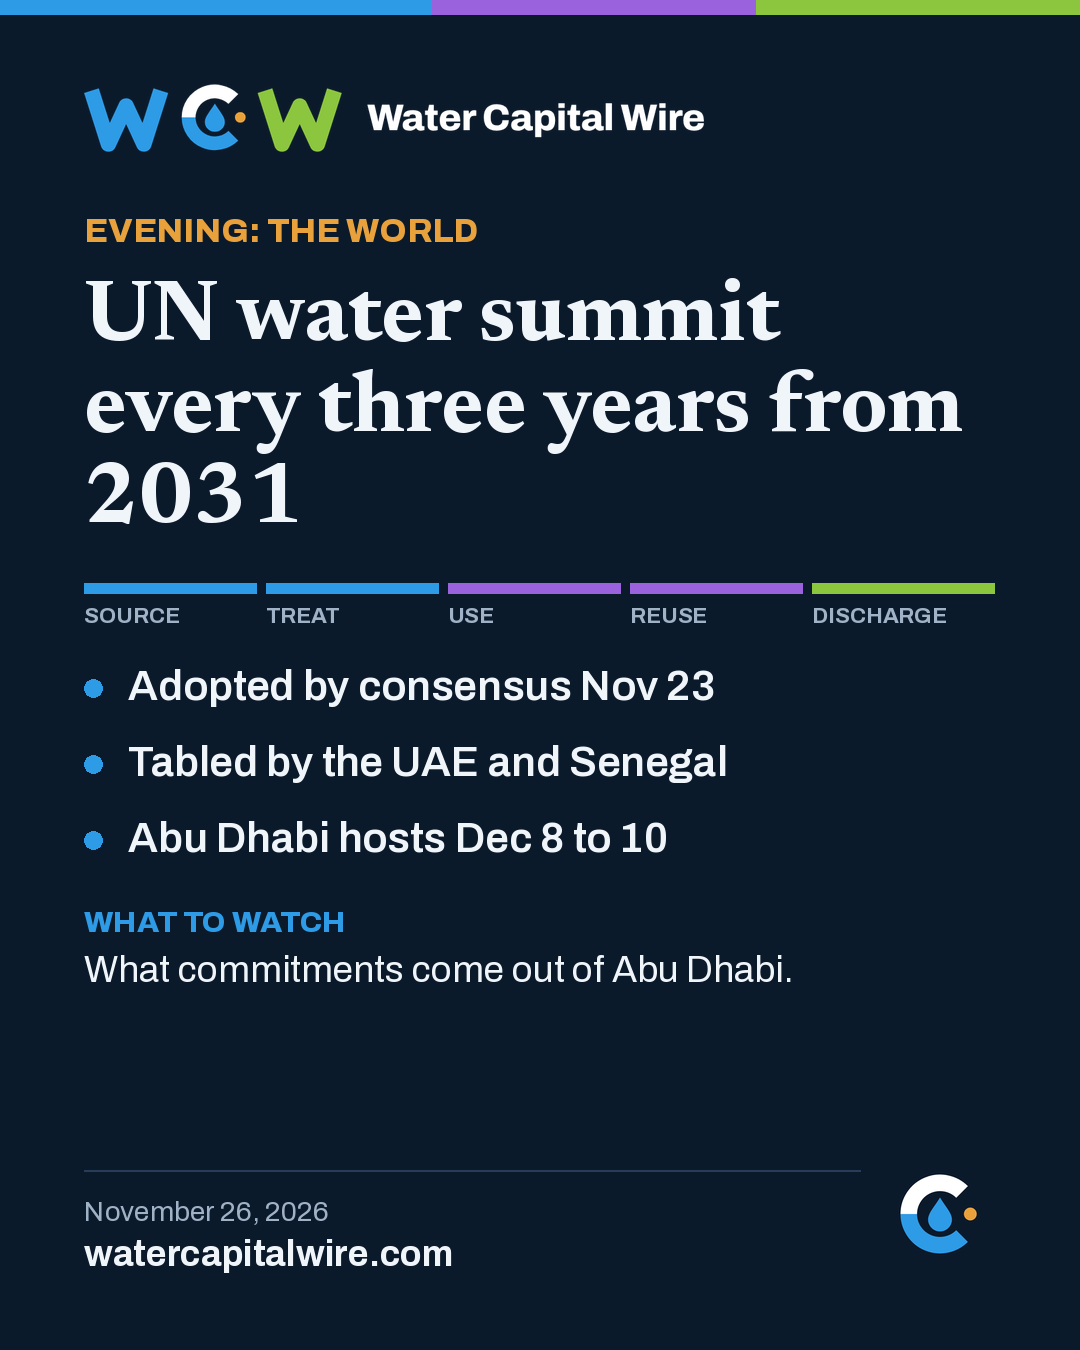 WCW Water Capital Wire
EVENING: THE WORLD
UN water summit
every three years from
2031
SOURCE TREAT USE REUSE DISCHARGE
Adopted by consensus Nov 23
Tabled by the UAE and Senegal
Abu Dhabi hosts Dec 8 to 10
WHAT TO WATCH
What commitments come out of Abu Dhabi.
November 26, 2026
watercapitalwire.com